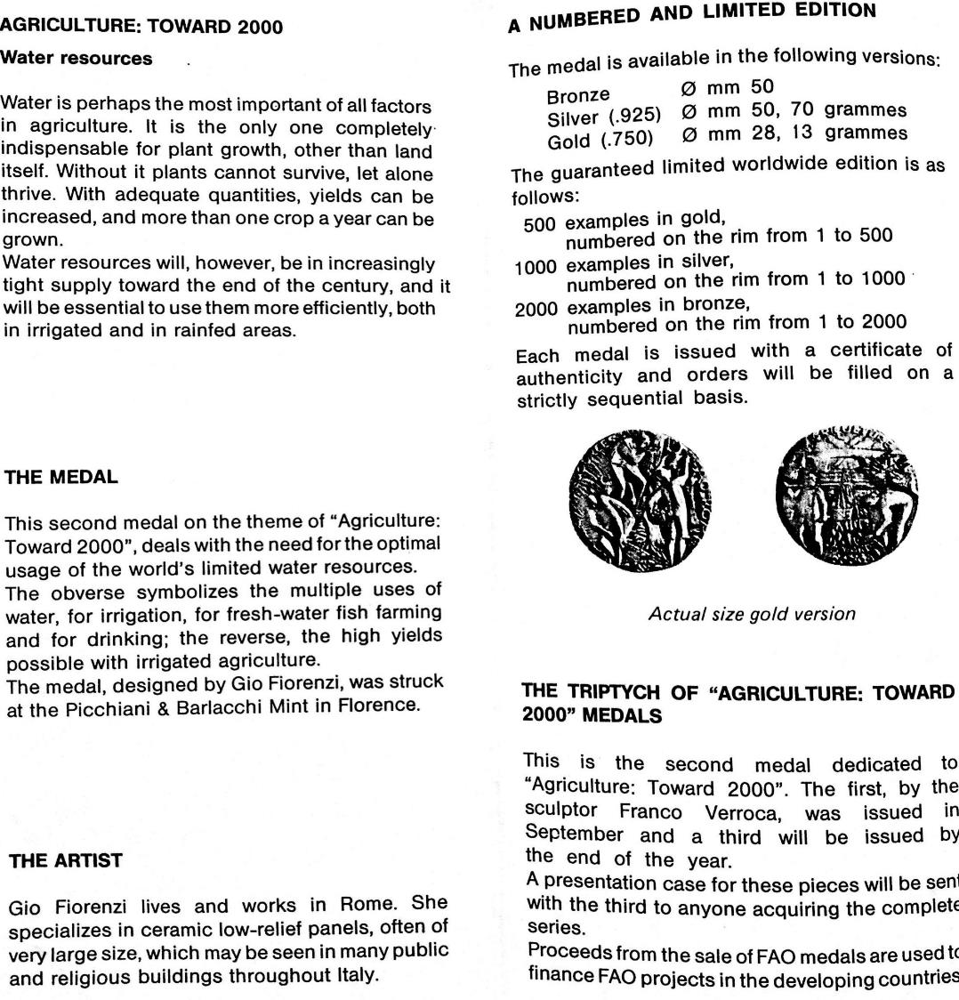 AGRICULTURE: TOWARD 2000
Water resources
Water is perhaps the most important of all factors
in agriculture. It is the only one completely
indispensable for plant growth, other than land
itself. Without it plants cannot survive, let alone
thrive. With adequate quantities, yields can be
increased, and more than one crop a year can be
grown.
Water resources will, however, be in increasingly
tight supply toward the end of the century, and it
will be essential to use them more efficiently, both
in irrigated and in rainfed areas.
THE MEDAL
This second medal on the theme of “Agriculture:
Toward 2000”, deals with the need for the optimal
usage of the world's limited water resources.
The obverse symbolizes the multiple uses of
water, for irrigation, for fresh-water fish farming
and for drinking; the reverse, the high yields
possible with irrigated agriculture.
The medal, designed by Gio Fiorenzi, was struck
at the Picchiani & Barlacchi Mint in Florence.
THE ARTIST
Gio Fiorenzi lives and works in Rome. She
specializes in ceramic low-relief panels, often of
very large size, which may be seen in many public
and religious buildings throughout Italy.
A NUMBERED AND LIMITED EDITION
The medal is available in the following versions:
Bronze Ø mm 50
Silver (.925) Ø mm 50, 70 grammes
Gold (.750) Ø mm 28, 13 grammes
The guaranteed limited worldwide edition is as
follows:
500 examples in gold,
numbered on the rim from 1 to 500
1000 examples in silver,
numbered on the rim from 1 to 1000
2000 examples in bronze,
numbered on the rim from 1 to 2000
Each medal is issued with a certificate of
authenticity and orders will be filled on a
strictly sequential basis.
Actual size gold version
THE TRIPTYCH OF “AGRICULTURE: TOWARD
2000” MEDALS
This is the second medal dedicated to
“Agriculture: Toward 2000”. The first, by the
sculptor Franco Verroca, was issued in
September and a third will be issued by
the end of the year.
A presentation case for these pieces will be sent
with the third to anyone acquiring the complete
series.
Proceeds from the sale of FAO medals are used to
finance FAO projects in the developing countries